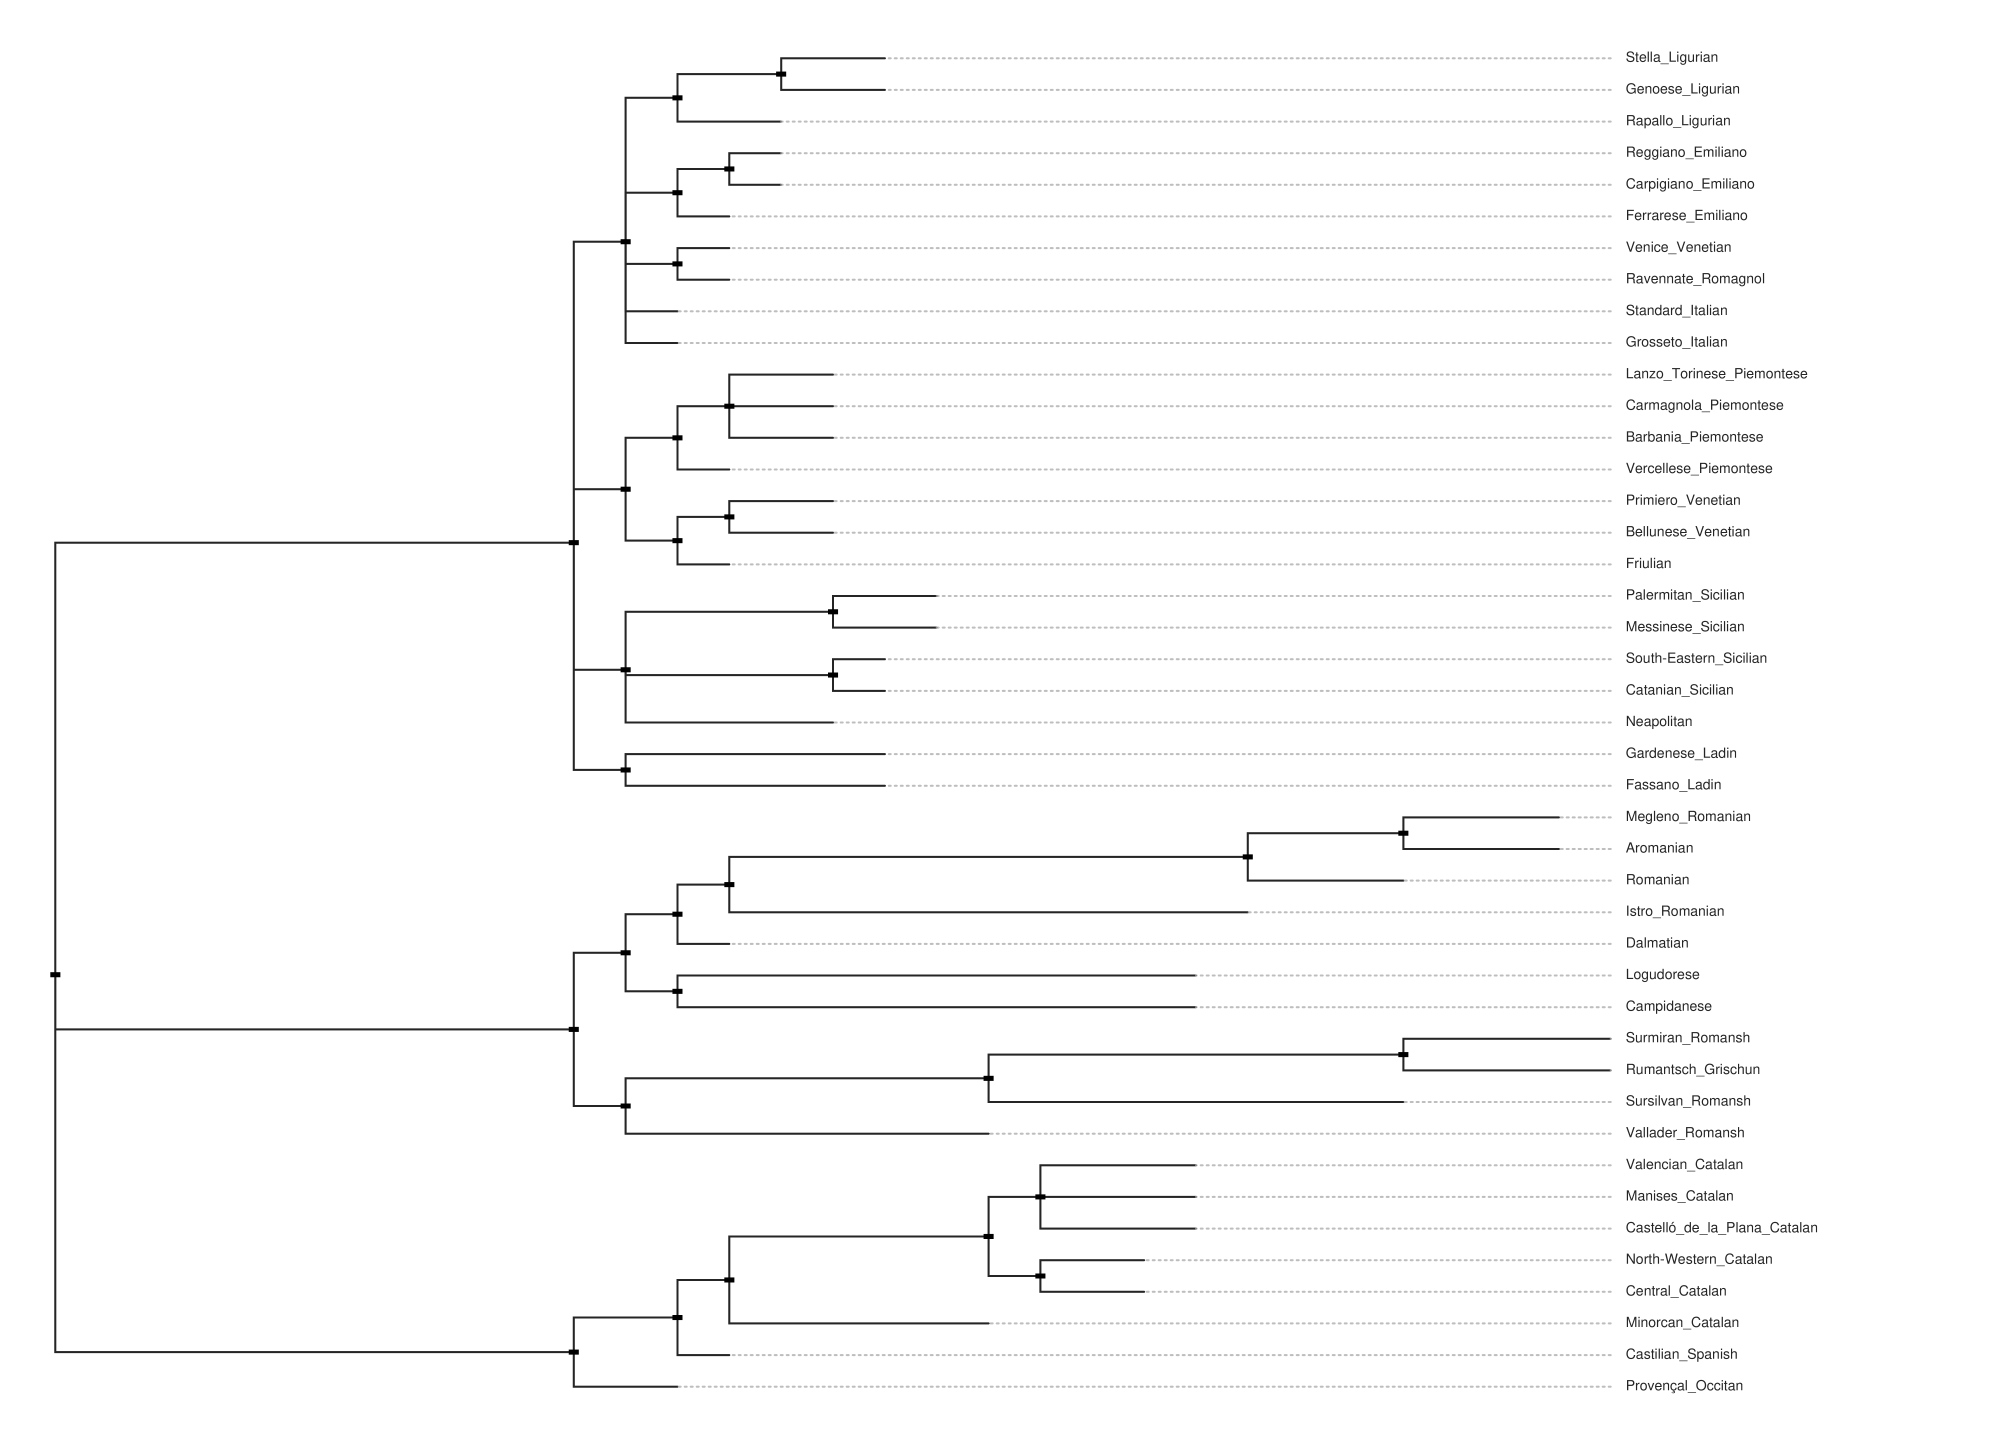 Stella_Ligurian
Genoese_Ligurian
Rapallo_Ligurian
Reggiano_Emiliano
Carpigiano_Emiliano
Ferrarese_Emiliano
Venice_Venetian
Ravennate_Romagnol
Standard_Italian
Grosseto_Italian
Lanzo_Torinese_Piemontese
Carmagnola_Piemontese
Barbania_Piemontese
Vercellese_Piemontese
Primiero_Venetian
Bellunese_Venetian
Friulian
Palermitan_Sicilian
Messinese_Sicilian
South-Eastern_Sicilian
Catanian_Sicilian
Neapolitan
Gardenese_Ladin
Fassano_Ladin
Megleno_Romanian
Aromanian
Romanian
Istro_Romanian
Dalmatian
Logudorese
Campidanese
Surmiran_Romansh
Rumantsch_Grischun
Sursilvan_Romansh
Vallader_Romansh
Valencian_Catalan
Manises_Catalan
Castelló_de_la_Plana_Catalan
North-Western_Catalan
Central_Catalan
Minorcan_Catalan
Castilian_Spanish
Provençal_Occitan